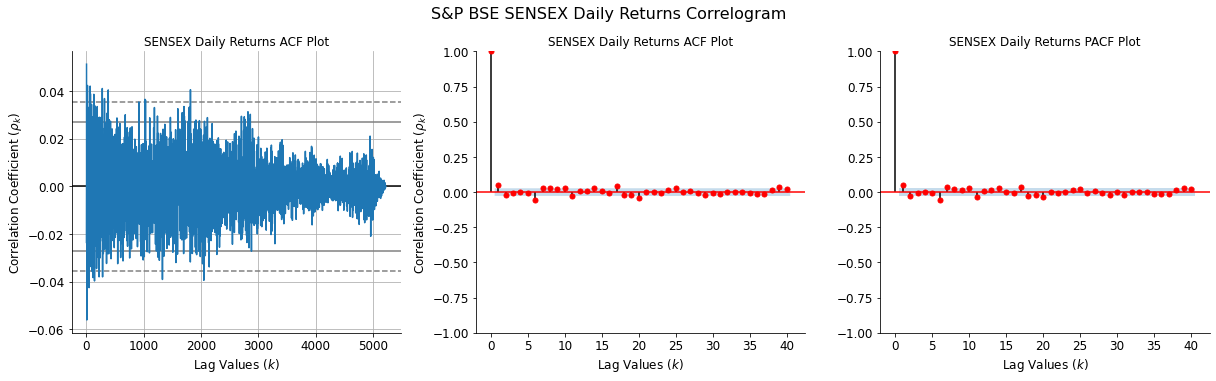 S&P BSE SENSEX Daily Returns Correlogram
SENSEX Daily Returns ACF Plot
Correlation Coefficient (ρk)
0.04
0.02
0.00
−0.02
−0.04
−0.06
0 1000 2000 3000 4000 5000
Lag Values (k)
SENSEX Daily Returns ACF Plot
Correlation Coefficient (ρk)
1.00
0.75
0.50
0.25
0.00
−0.25
−0.50
−0.75
−1.00
0 5 10 15 20 25 30 35 40
Lag Values (k)
SENSEX Daily Returns PACF Plot
Correlation Coefficient (ρk)
1.00
0.75
0.50
0.25
0.00
−0.25
−0.50
−0.75
−1.00
0 5 10 15 20 25 30 35 40
Lag Values (k)